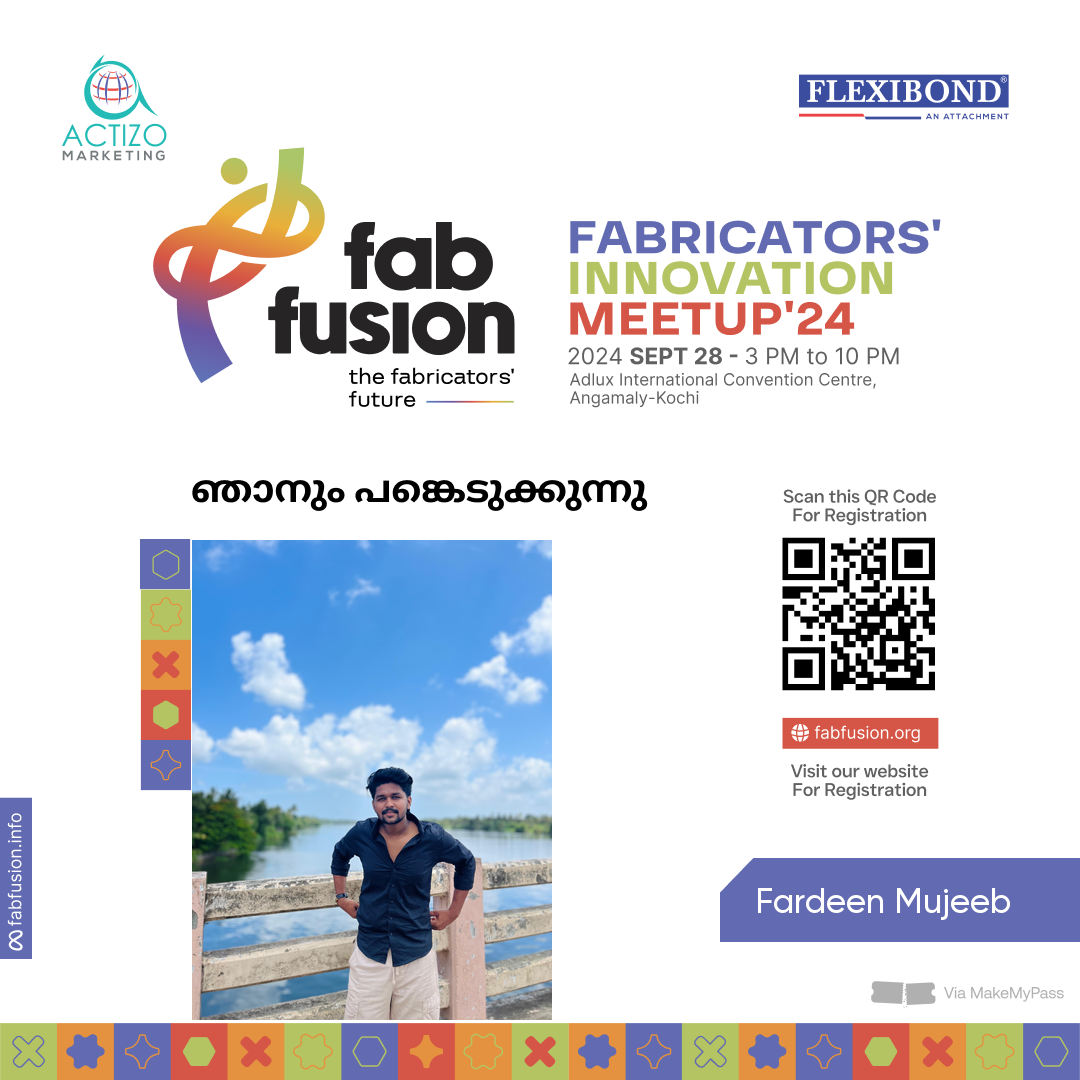 ACTIZO
MARKETING
FLEXIBOND®
AN ATTACHMENT
fab
fusion
the fabricators'
future
FABRICATORS'
INNOVATION
MEETUP'24
2024 SEPT 28 - 3 PM to 10 PM
Adlux International Convention Centre,
Angamaly-Kochi
ഞാനും പങ്കെടുക്കുന്നു
Scan this QR Code
For Registration
fabfusion.org
Visit our website
For Registration
fabfusion.info
Fardeen Mujeeb
Via MakeMyPass